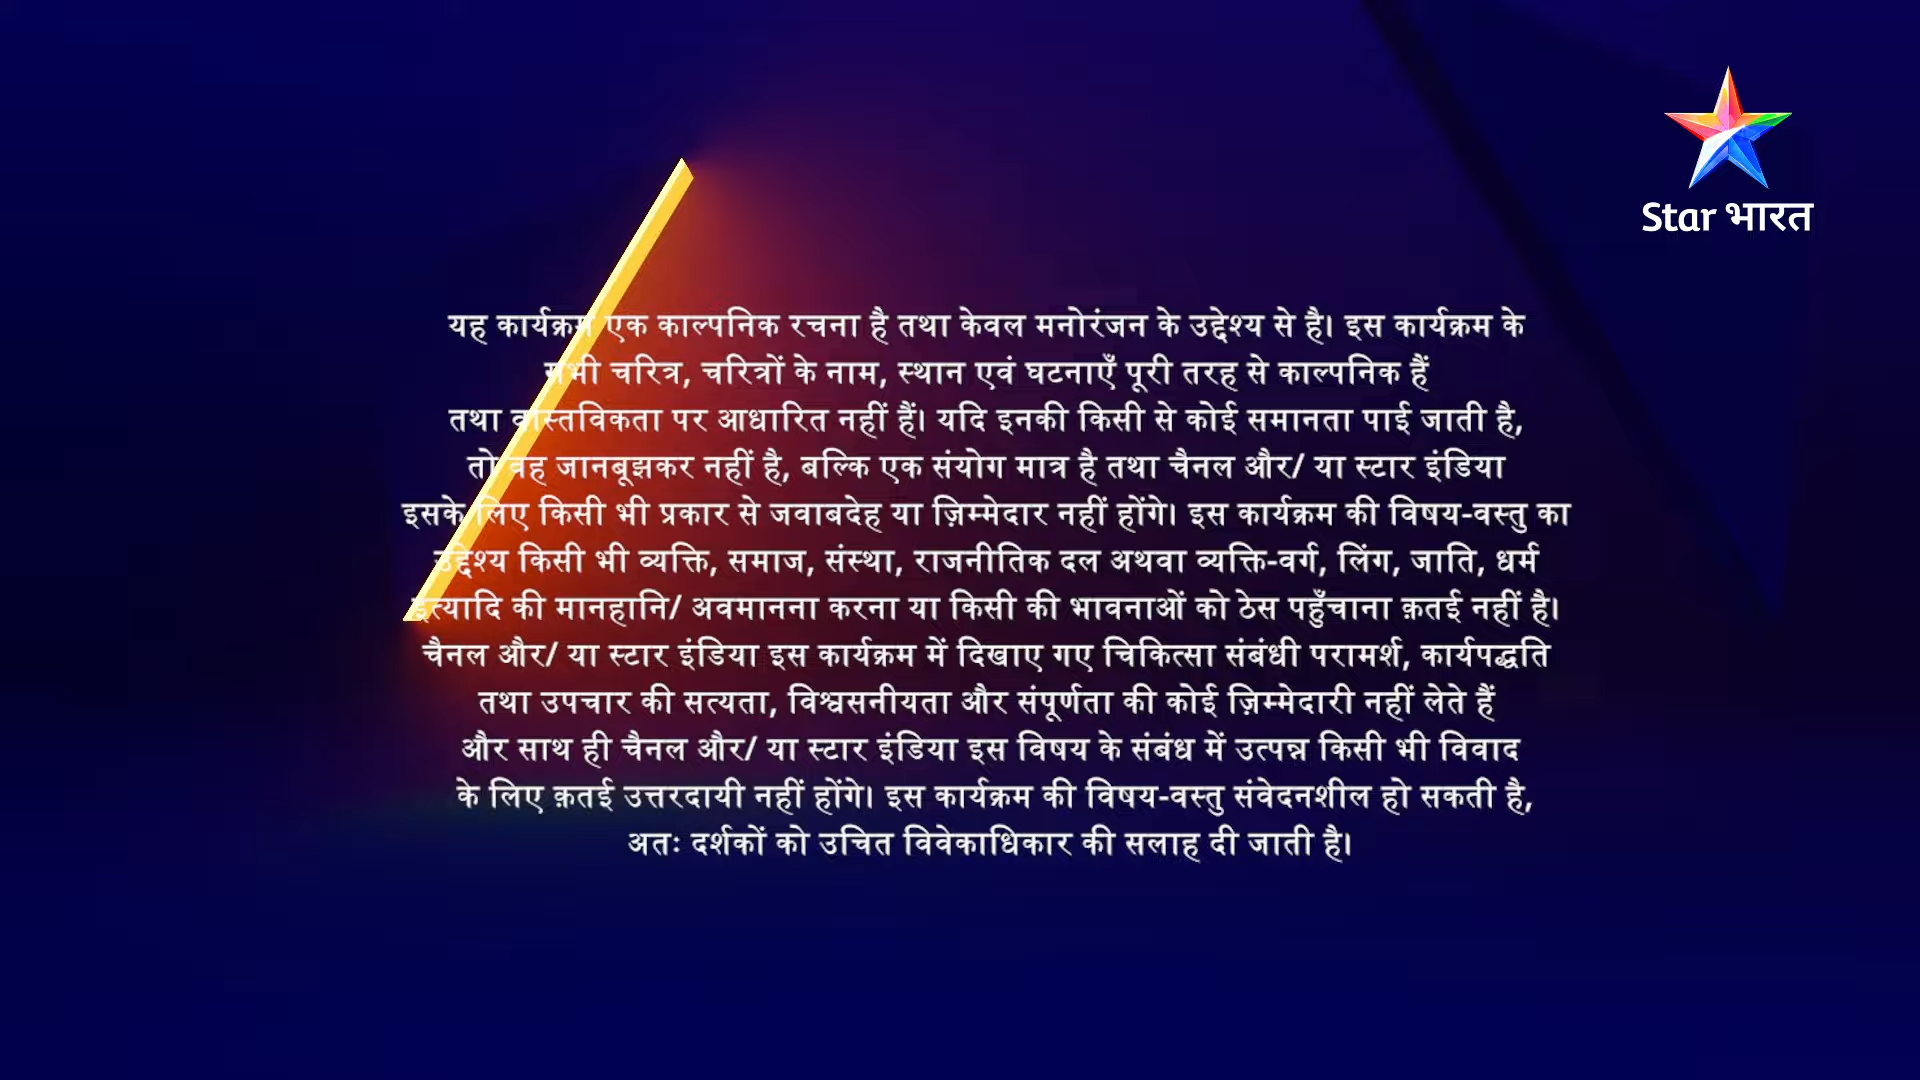 Star भारत
यह कार्यक्रम एक काल्पनिक रचना है तथा केवल मनोरंजन के उद्देश्य से है। इस कार्यक्रम के
सभी चरित्र, चरित्रों के नाम, स्थान एवं घटनाएँ पूरी तरह से काल्पनिक हैं
तथा वास्तविकता पर आधारित नहीं हैं। यदि इनकी किसी से कोई समानता पाई जाती है,
तो वह जानबूझकर नहीं है, बल्कि एक संयोग मात्र है तथा चैनल और/ या स्टार इंडिया
इसके लिए किसी भी प्रकार से जवाबदेह या ज़िम्मेदार नहीं होंगे। इस कार्यक्रम की विषय-वस्तु का
उद्देश्य किसी भी व्यक्ति, समाज, संस्था, राजनीतिक दल अथवा व्यक्ति-वर्ग, लिंग, जाति, धर्म
इत्यादि की मानहानि/ अवमानना करना या किसी की भावनाओं को ठेस पहुँचाना क़तई नहीं है।
चैनल और/ या स्टार इंडिया इस कार्यक्रम में दिखाए गए चिकित्सा संबंधी परामर्श, कार्यपद्धति
तथा उपचार की सत्यता, विश्वसनीयता और संपूर्णता की कोई ज़िम्मेदारी नहीं लेते हैं
और साथ ही चैनल और/ या स्टार इंडिया इस विषय के संबंध में उत्पन्न किसी भी विवाद
के लिए क़तई उत्तरदायी नहीं होंगे। इस कार्यक्रम की विषय-वस्तु संवेदनशील हो सकती है,
अतः दर्शकों को उचित विवेकाधिकार की सलाह दी जाती है।